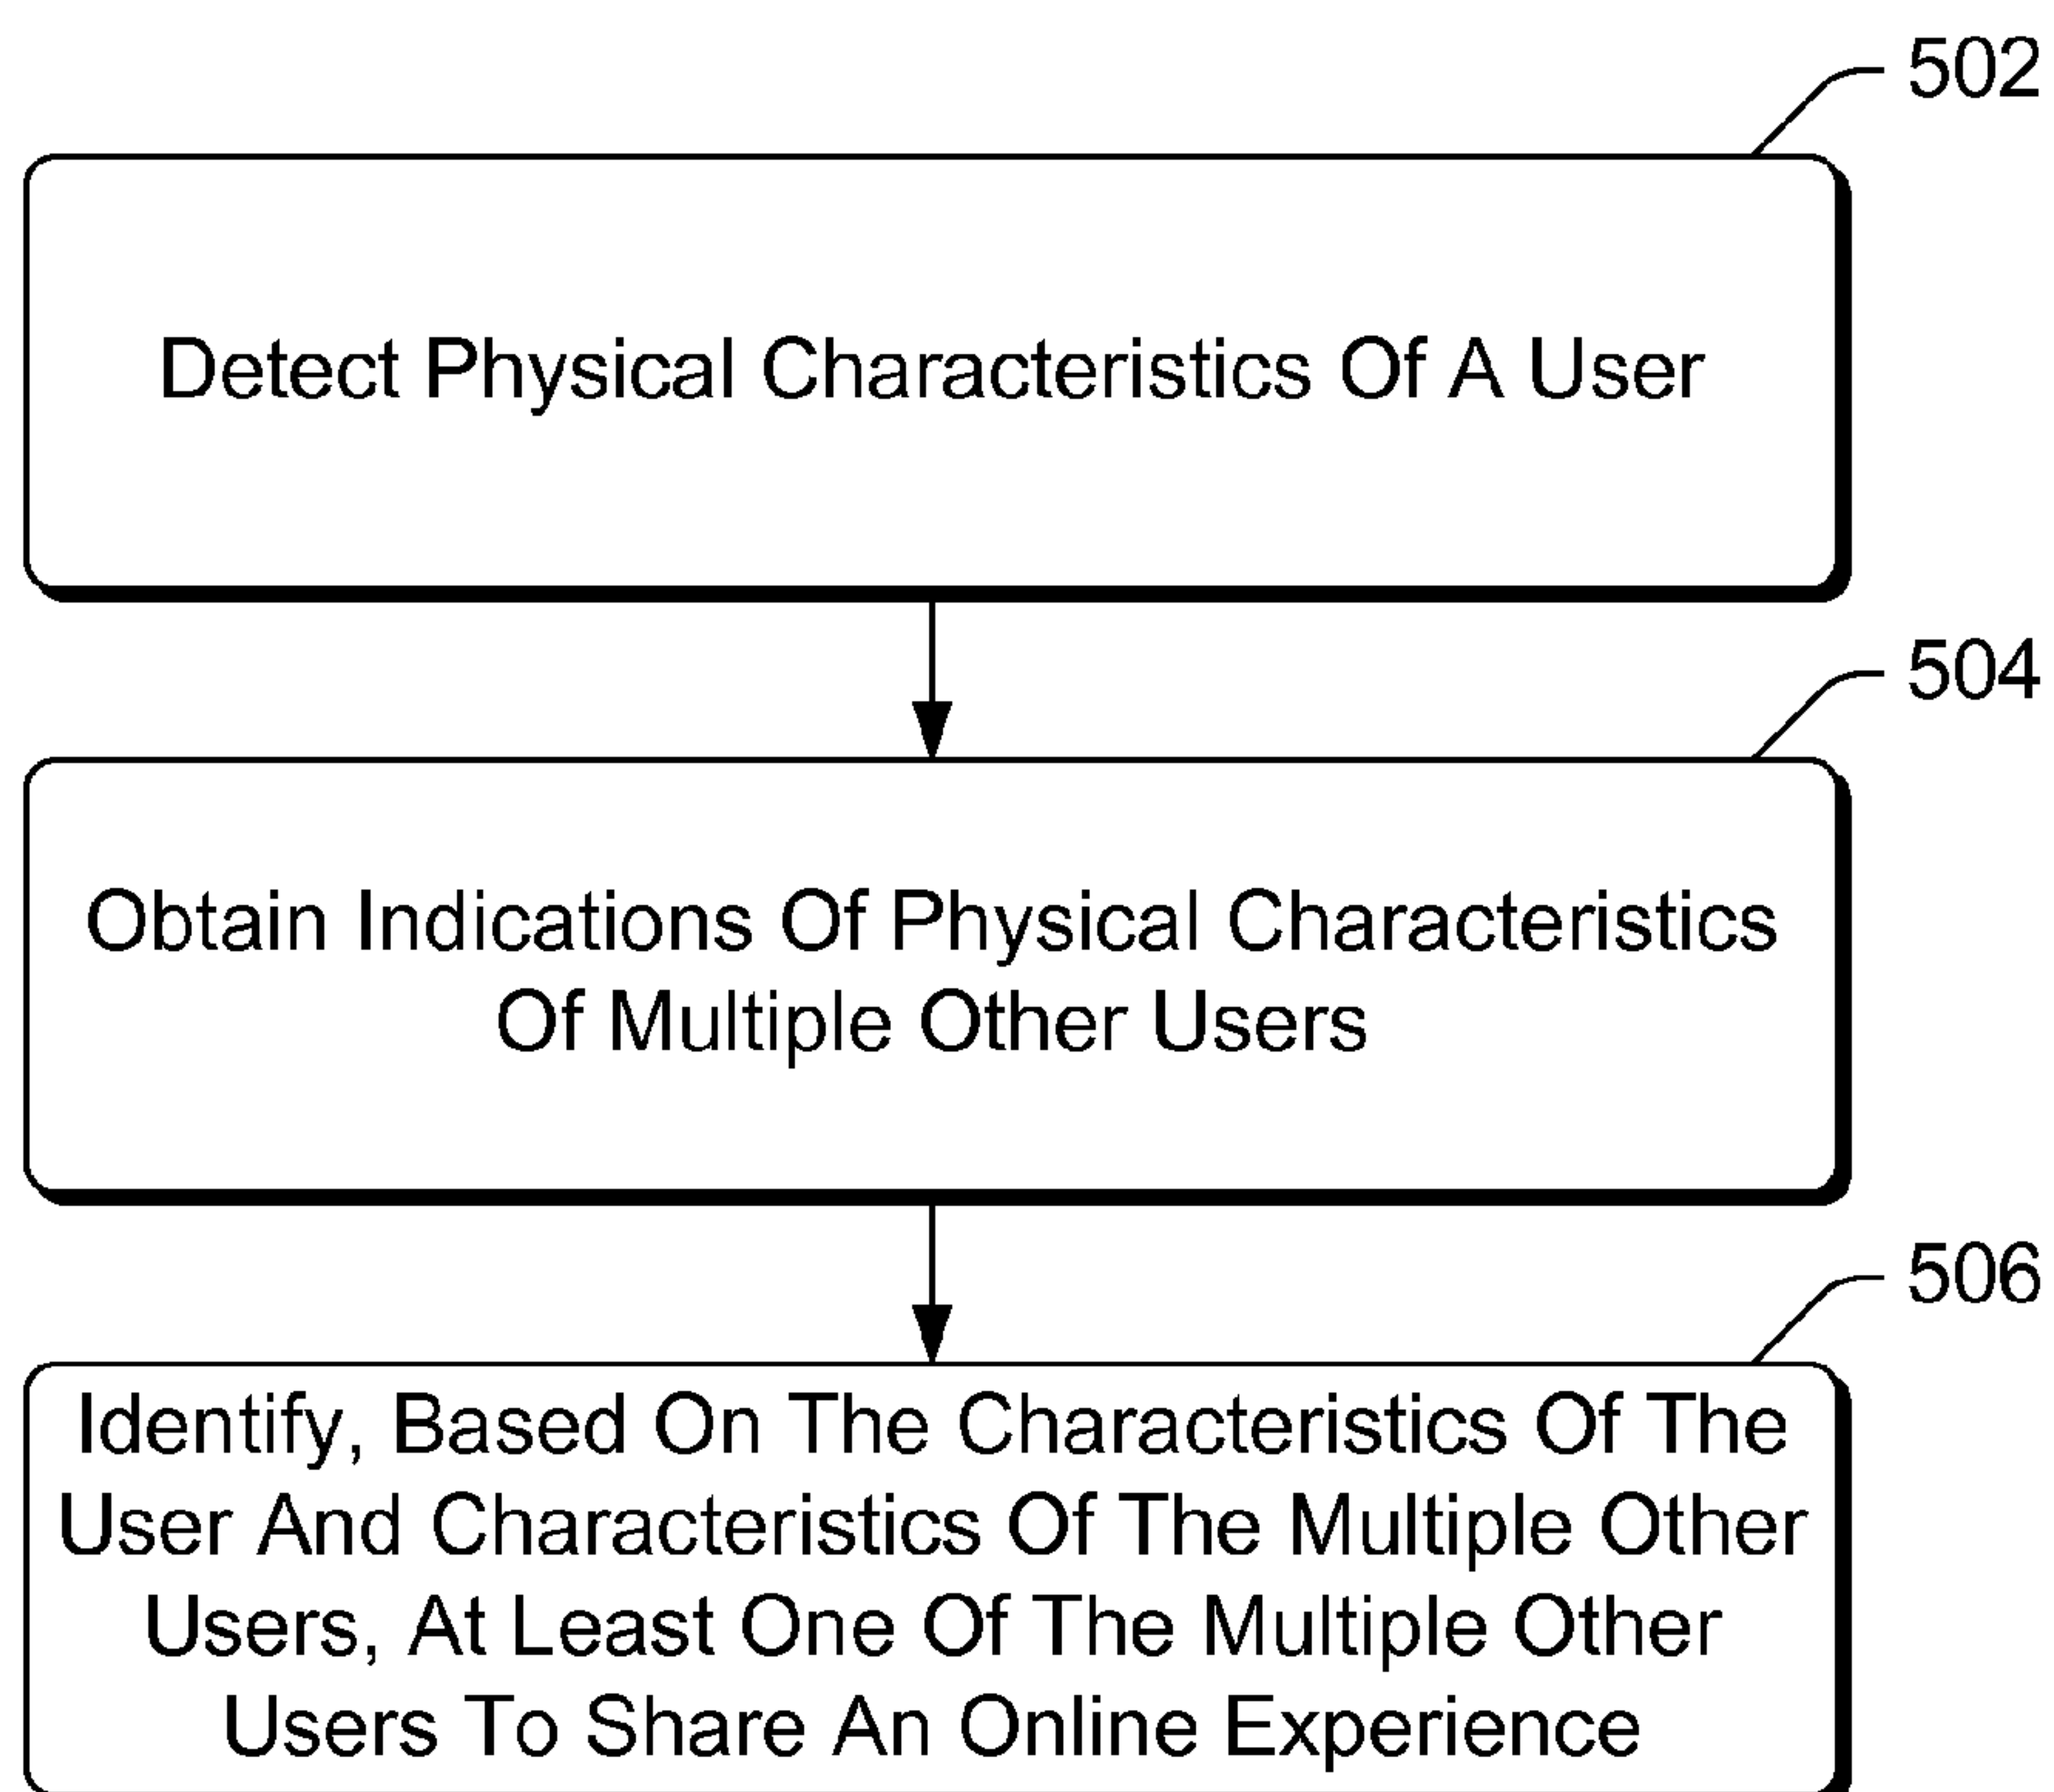 502
Detect Physical Characteristics Of A User
504
Obtain Indications Of Physical Characteristics
Of Multiple Other Users
506
Identify, Based On The Characteristics Of The
User And Characteristics Of The Multiple Other
Users, At Least One Of The Multiple Other
Users To Share An Online Experience